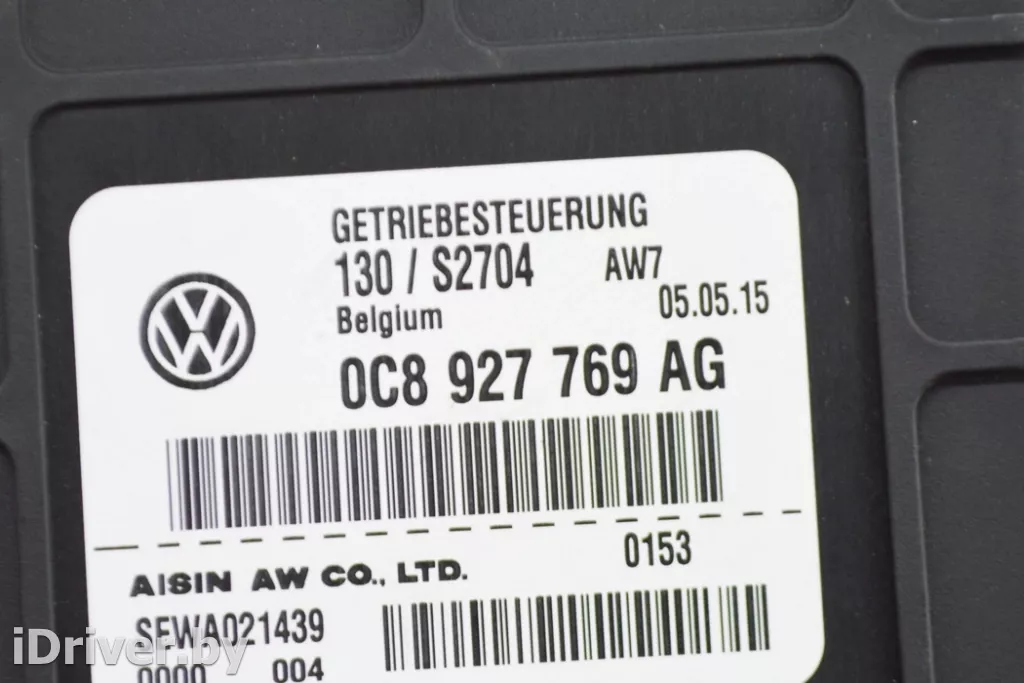 GETRIEBESTEUERUNG
130 / S2704 AW7
Belgium 05.05.15
0C8 927 769 AG
0153
AISIN AW CO., LTD.
SEWA021439
0000 004
iDriver.by